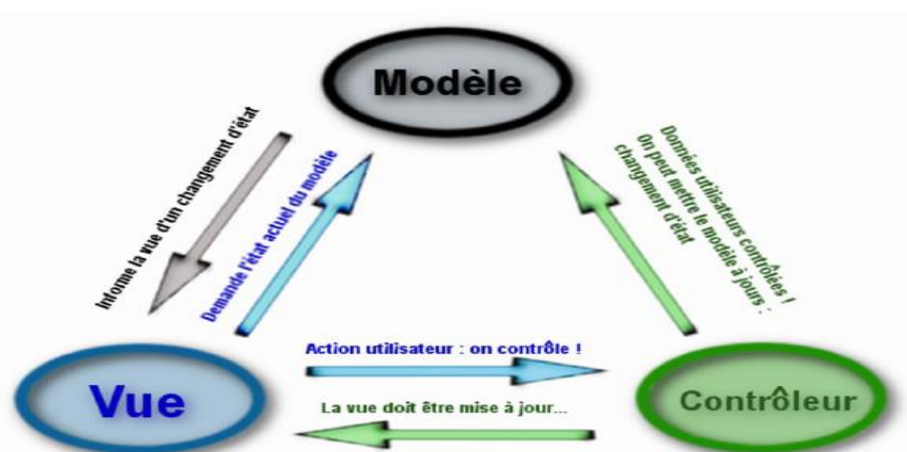 Modèle
Informe la vue d'un changement d'état
Demande l'état actuel du modèle
Données utilisateurs contrôlées !
On peut mettre le modèle à jours :
changement d'état
Action utilisateur : on contrôle !
La vue doit être mise à jour...
Vue
Contrôleur